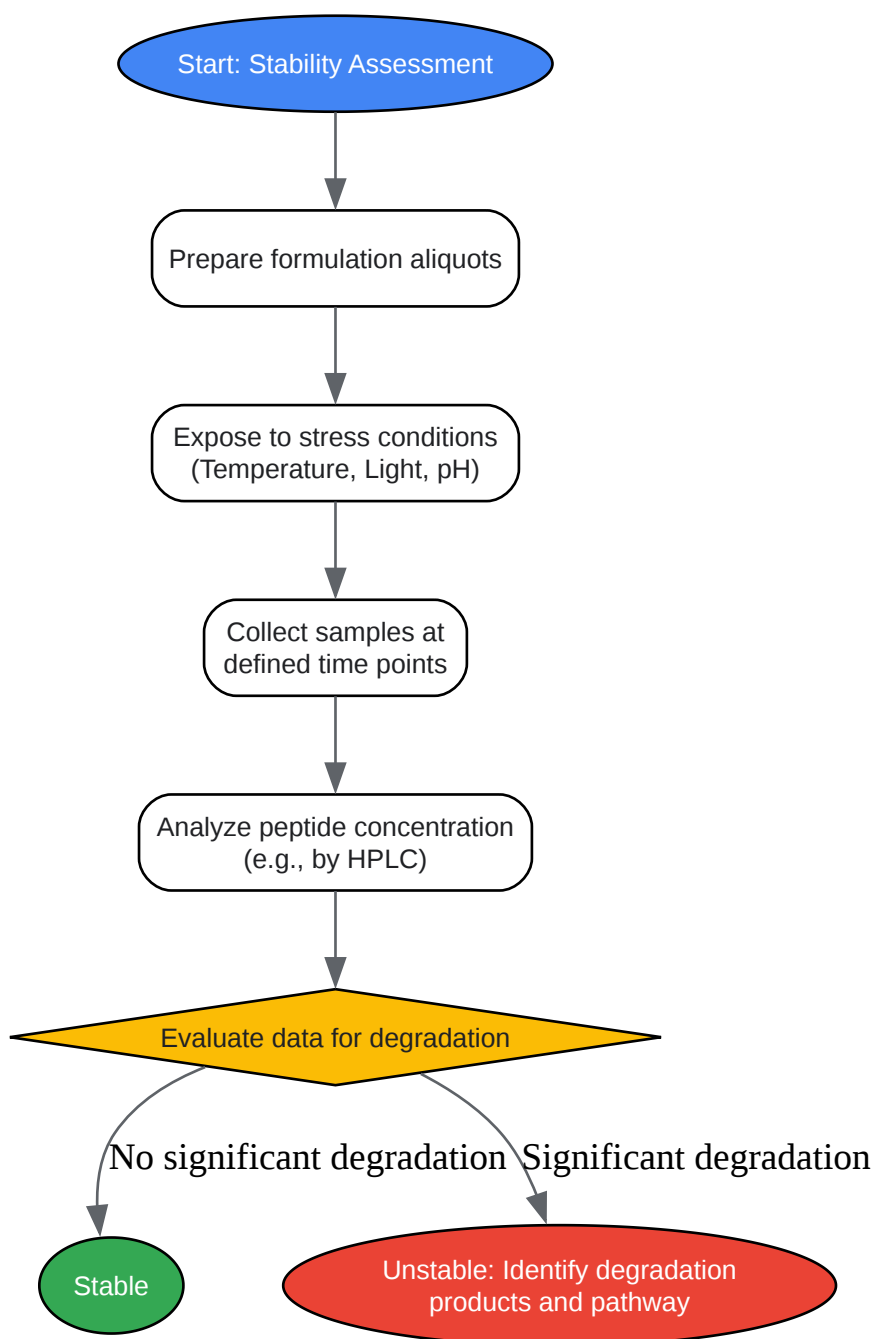 Start: Stability Assessment
Prepare formulation aliquots
Expose to stress conditions
(Temperature, Light, pH)
Collect samples at
defined time points
Analyze peptide concentration
(e.g., by HPLC)
Evaluate data for degradation
No significant degradation
Significant degradation
Stable
Unstable: Identify degradation
products and pathway